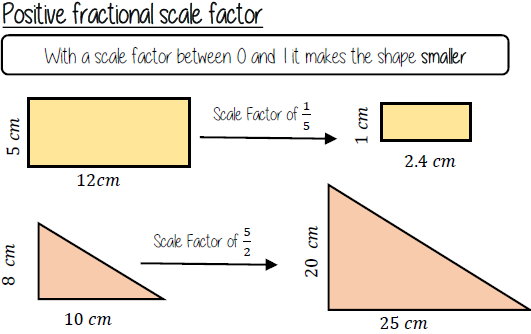 Positive fractional scale factor
With a scale factor between 0 and 1 it makes the shape smaller
5 cm
12cm
Scale Factor of 1/5
1 cm
2.4 cm
8 cm
10 cm
Scale Factor of 5/2
20 cm
25 cm